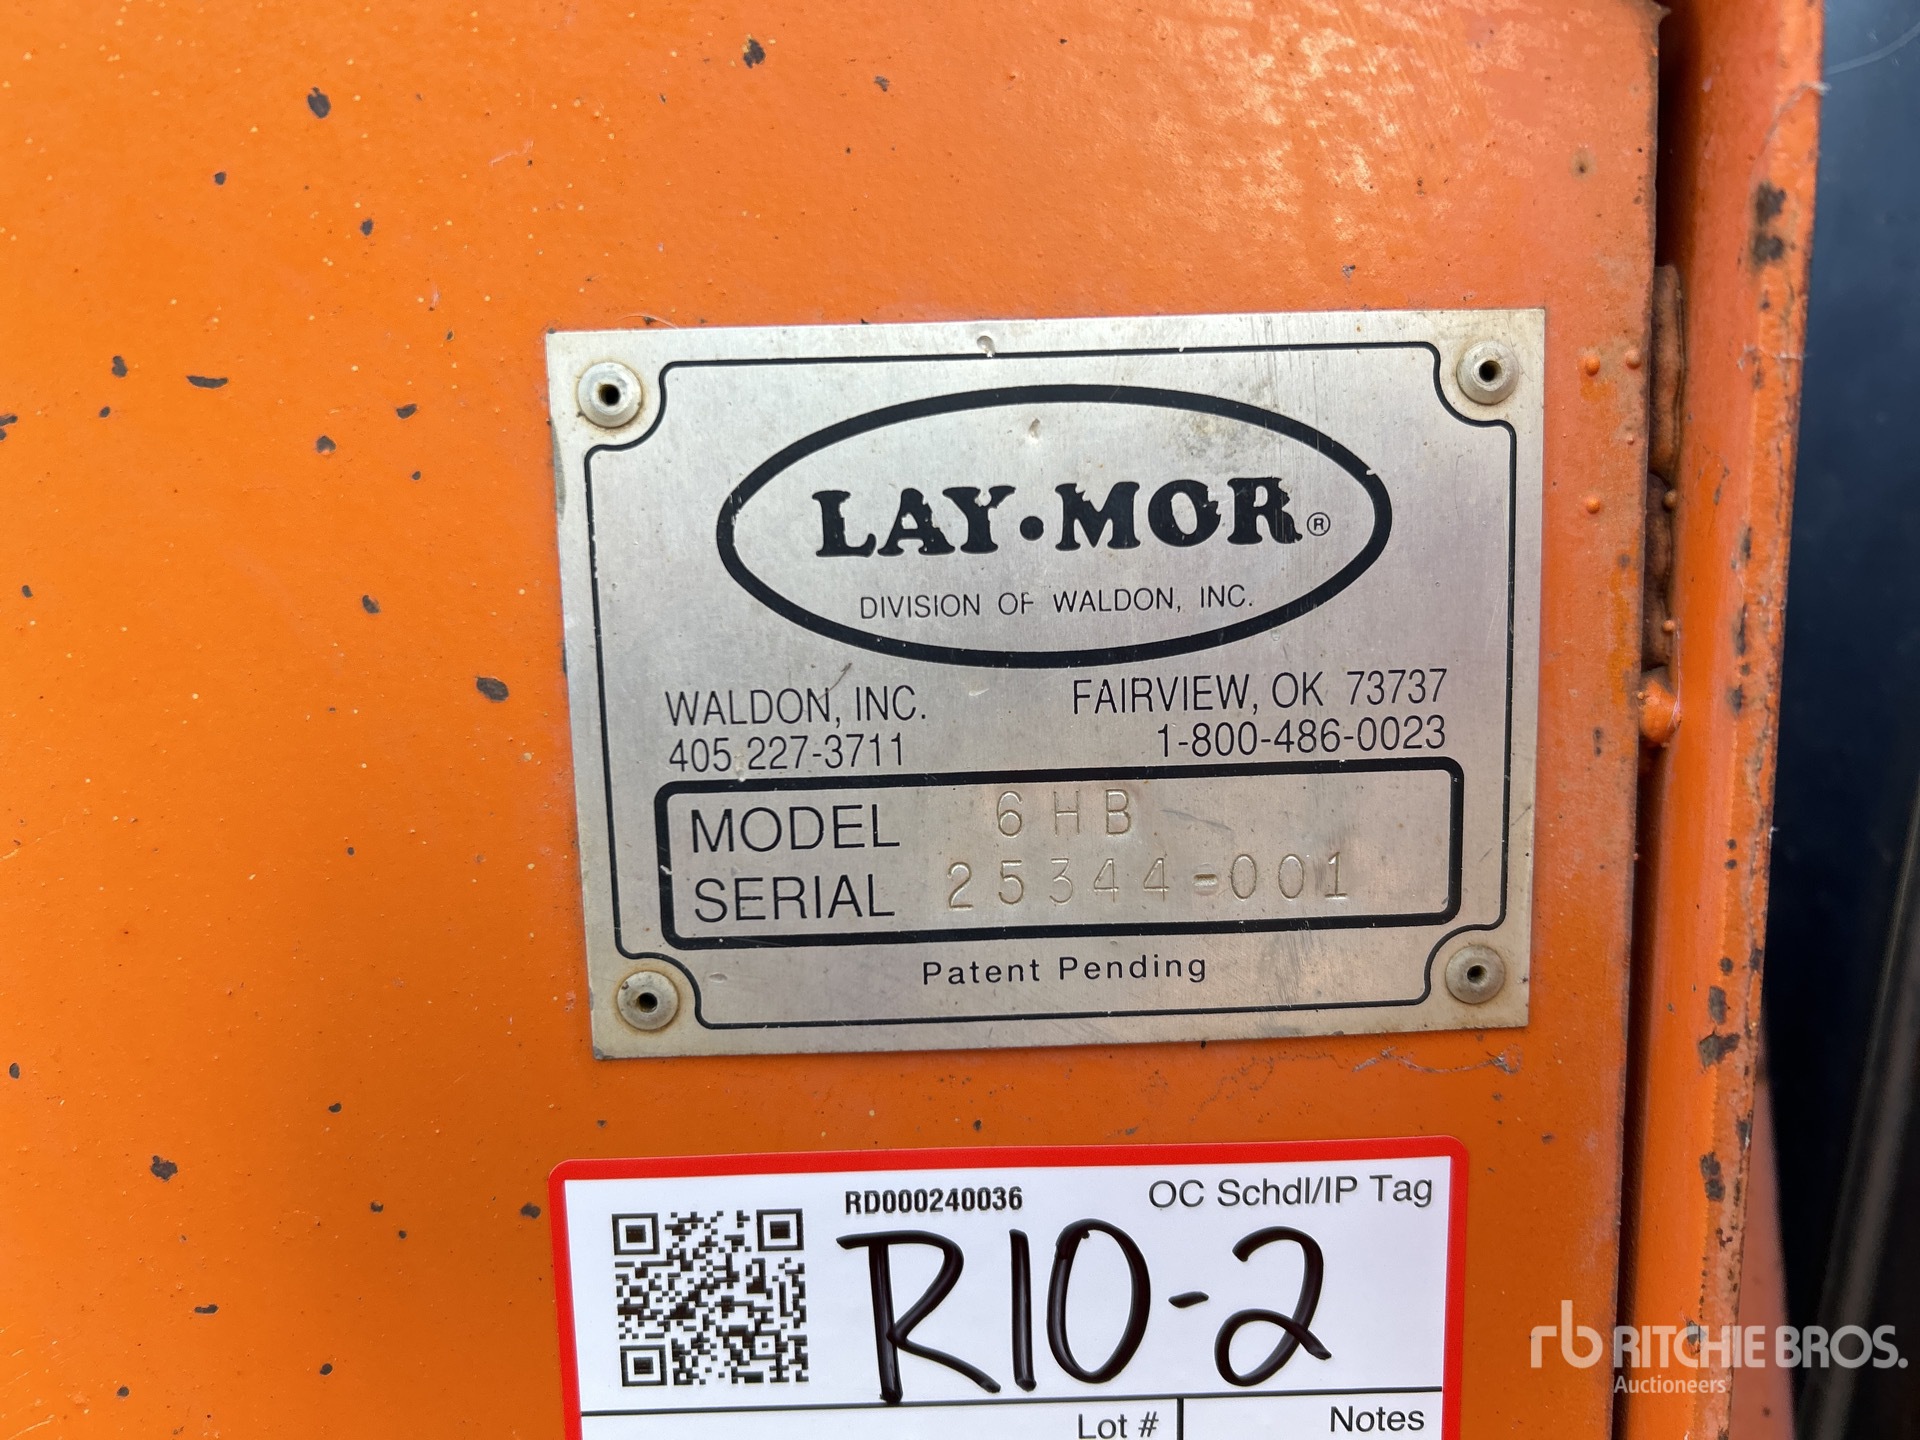 LAY•MOR®
DIVISION OF WALDON, INC.
WALDON, INC. FAIRVIEW, OK 73737
405 227-3711 1-800-486-0023
MODEL 6HB
SERIAL 25344-001
Patent Pending
RD000240036 OC Schdl/IP Tag
R10-2
Lot # Notes
rb RITCHIE BROS.
Auctioneers